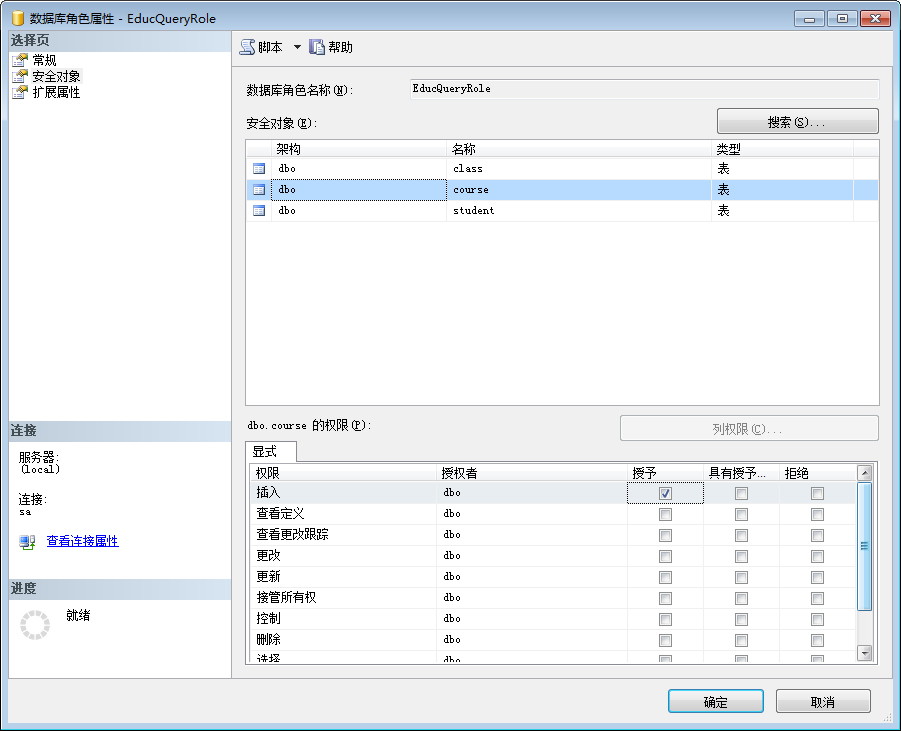 数据库角色属性 - EducQueryRole
选择页
常规
安全对象
扩展属性
连接
服务器:
(local)
连接:
sa
查看连接属性
进度
就绪
脚本 帮助
数据库角色名称(N): EducQueryRole
安全对象(E): 搜索(S)...
架构 名称 类型
dbo class 表
dbo course 表
dbo student 表
dbo.course 的权限(P): 列权限(C)...
显式
权限 授权者 授予 具有授予... 拒绝
插入 dbo
查看定义 dbo
查看更改跟踪 dbo
更改 dbo
更新 dbo
接管所有权 dbo
控制 dbo
删除 dbo
选择 dbo
确定 取消